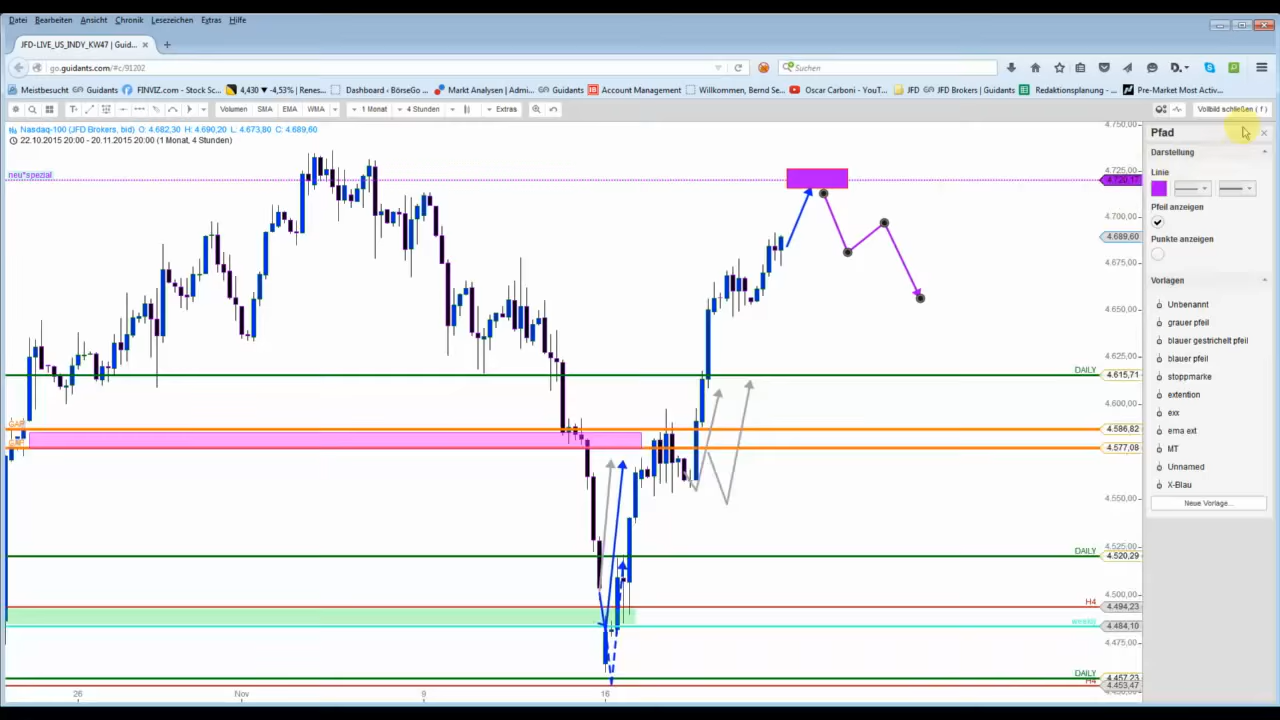 Datei Bearbeiten Ansicht Chronik Lesezeichen Extras Hilfe
JFD-LIVE_US_INDY_KW47 | Guid...
go.guidants.com/#c/91202
Suchen
Meistbesucht Guidants FINVIZ.com - Stock Sc... 4,430 -4,53% | Renes... Dashboard ‹ BörseGo ... Markt Analysen | Admi... Guidants Account Management Willkommen, Bernd Se... Oscar Carboni - YouT... JFD JFD Brokers | Guidants Redaktionsplanung - ... Pre-Market Most Activ...
Volumen SMA EMA WMA 1 Monat 4 Stunden Extras Vollbild schließen ( f )
Nasdaq-100 (JFD Brokers, bid) O: 4.682,30 H: 4.690,20 L: 4.673,80 C: 4.689,60
22.10.2015 14:00 - 20.11.2015 20:00 (1 Monat, 4 Stunden)
neu*spezial
4.750,00
4.725,00
4.720,17
4.700,00
4.689,60
4.675,00
4.650,00
4.625,00
DAILY 4.615,71
4.600,00
GAP 4.586,82
GAP 4.577,08
4.550,00
4.525,00
DAILY 4.520,29
4.500,00
H4 4.494,23
4.484,10
4.475,00
DAILY 4.457,23
H4 4.453,47
26 Nov 9 16
Pfad
Darstellung
Linie
Pfeil anzeigen
Punkte anzeigen
Vorlagen
Unbenannt
grauer pfeil
blauer gestrichelt pfeil
blauer pfeil
stoppmarke
extention
exx
ema ext
MT
Unnamed
X-Blau
Neue Vorlage...